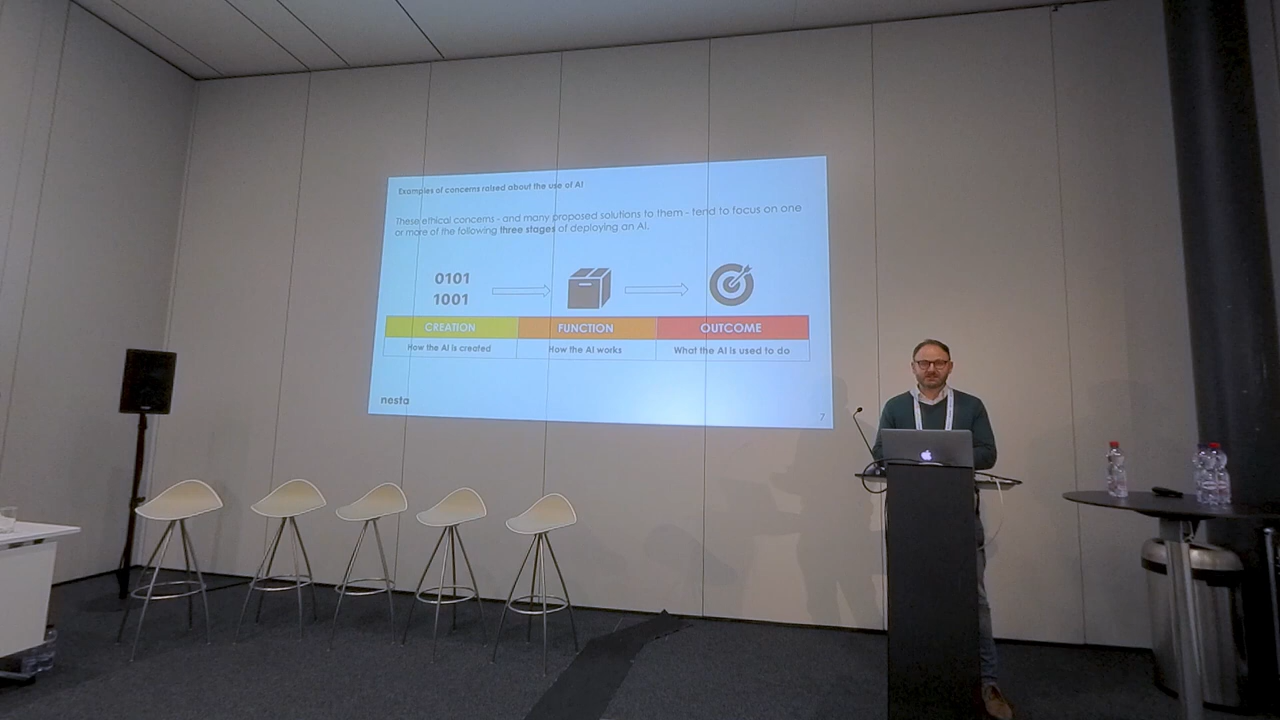 Examples of concerns raised about the use of AI
These ethical concerns - and many proposed solutions to them - tend to focus on one
or more of the following three stages of deploying an AI.
0101
1001
CREATION
FUNCTION
OUTCOME
How the AI is created
How the AI works
What the AI is used to do
nesta
7